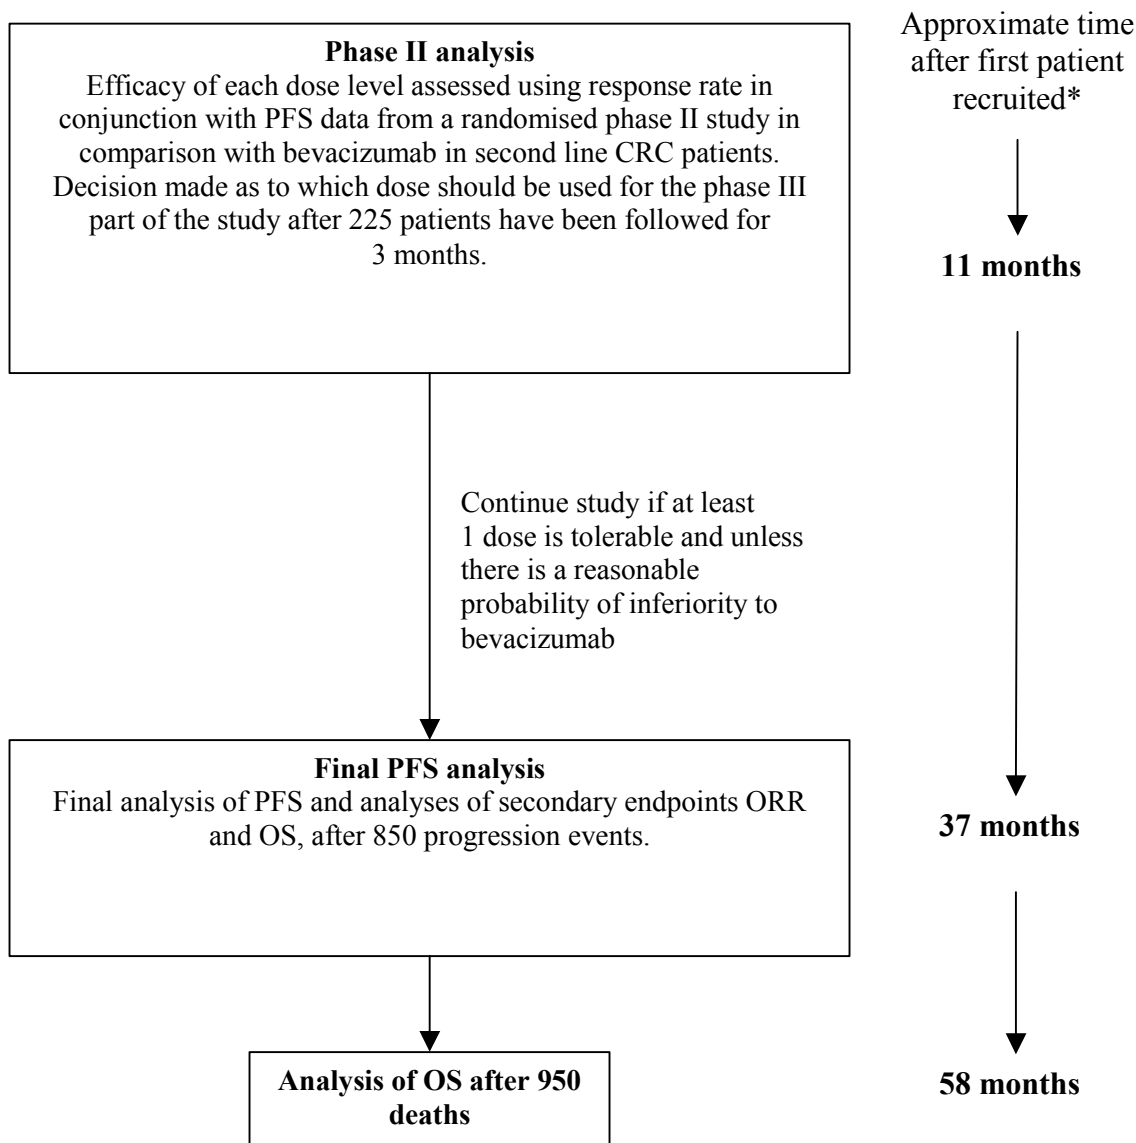 Approximate time
after first patient
recruited*
Phase II analysis
Efficacy of each dose level assessed using response rate in
conjunction with PFS data from a randomised phase II study in
comparison with bevacizumab in second line CRC patients.
Decision made as to which dose should be used for the phase III
part of the study after 225 patients have been followed for
3 months.
11 months
Continue study if at least
1 dose is tolerable and unless
there is a reasonable
probability of inferiority to
bevacizumab
Final PFS analysis
Final analysis of PFS and analyses of secondary endpoints ORR
and OS, after 850 progression events.
37 months
Analysis of OS after 950
deaths
58 months